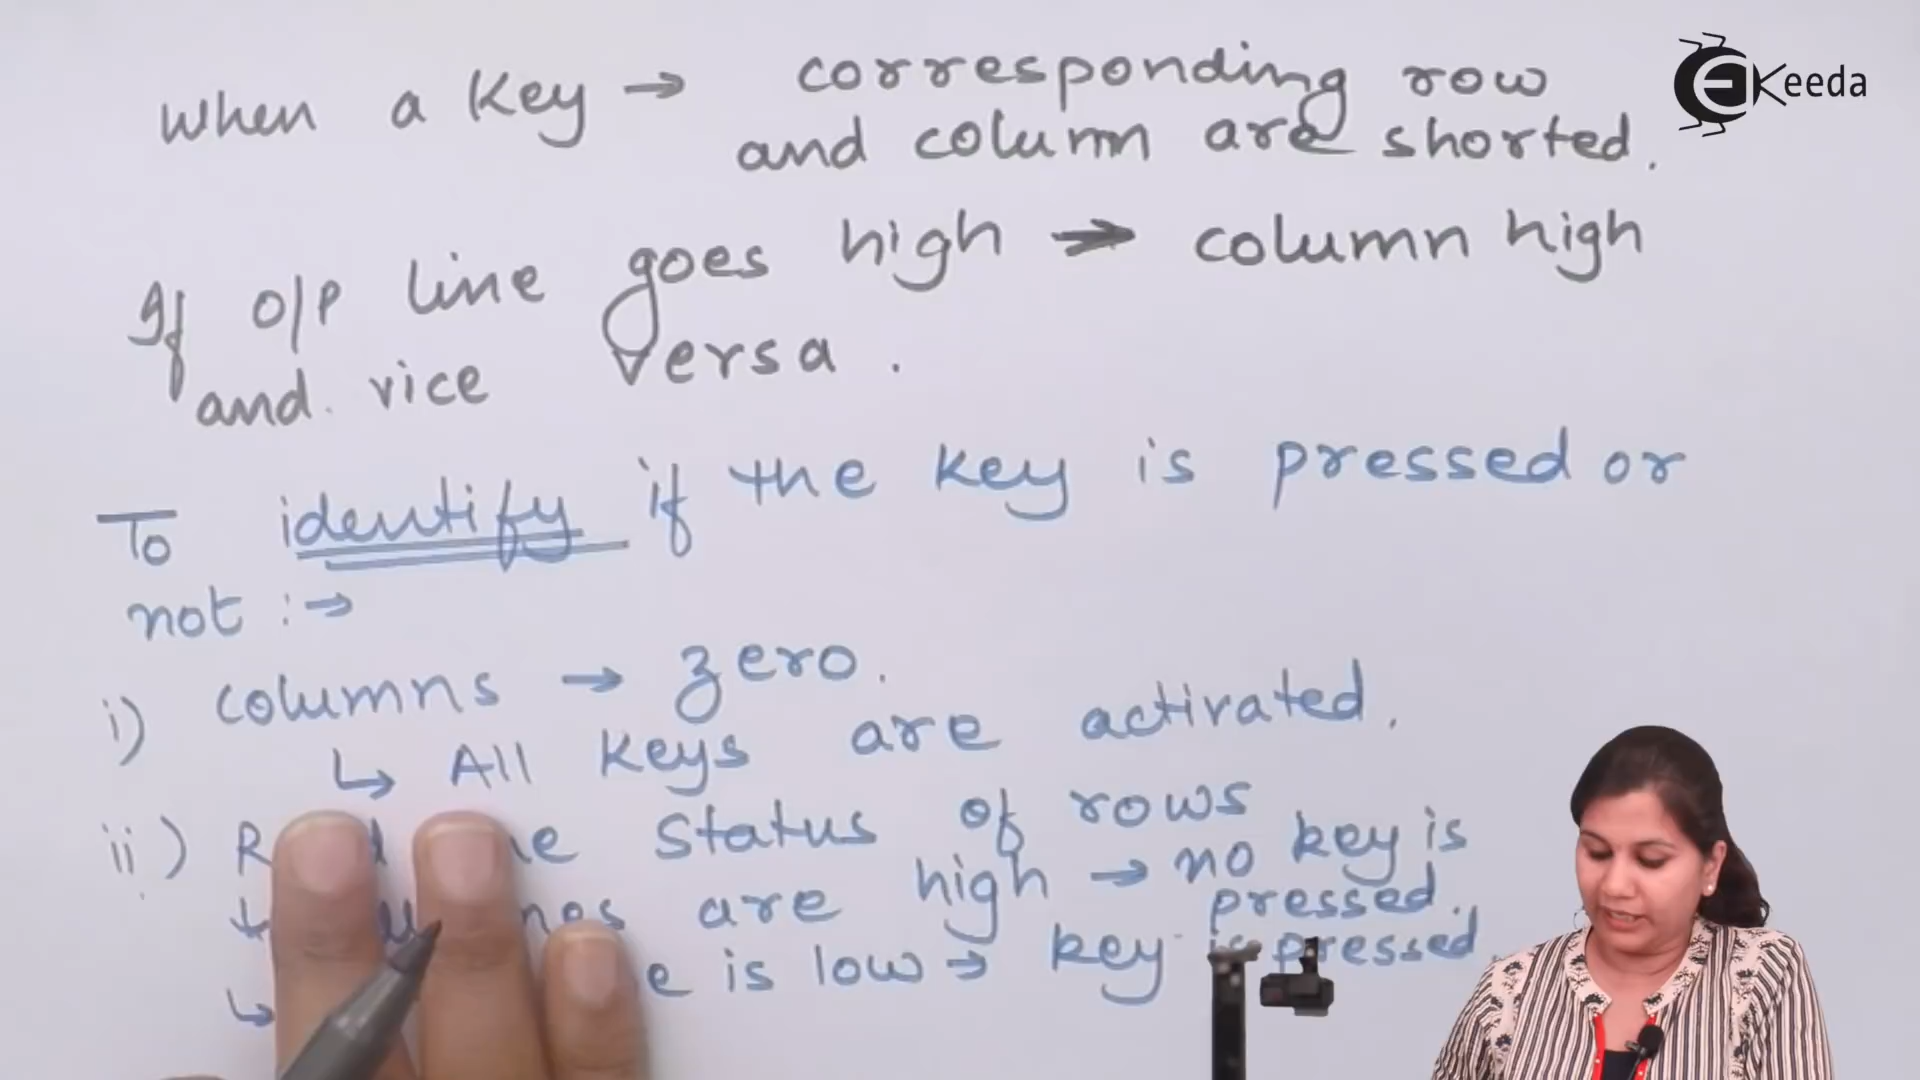 EKeeda
When a Key → corresponding row
and column are shorted.
If o/p line goes high → column high
and vice versa.
To identify if the key is pressed or
not :→
i) columns → zero.
↳ All keys are activated.
ii) status of rows
are high → no key is
pressed.
is low → key is pressed